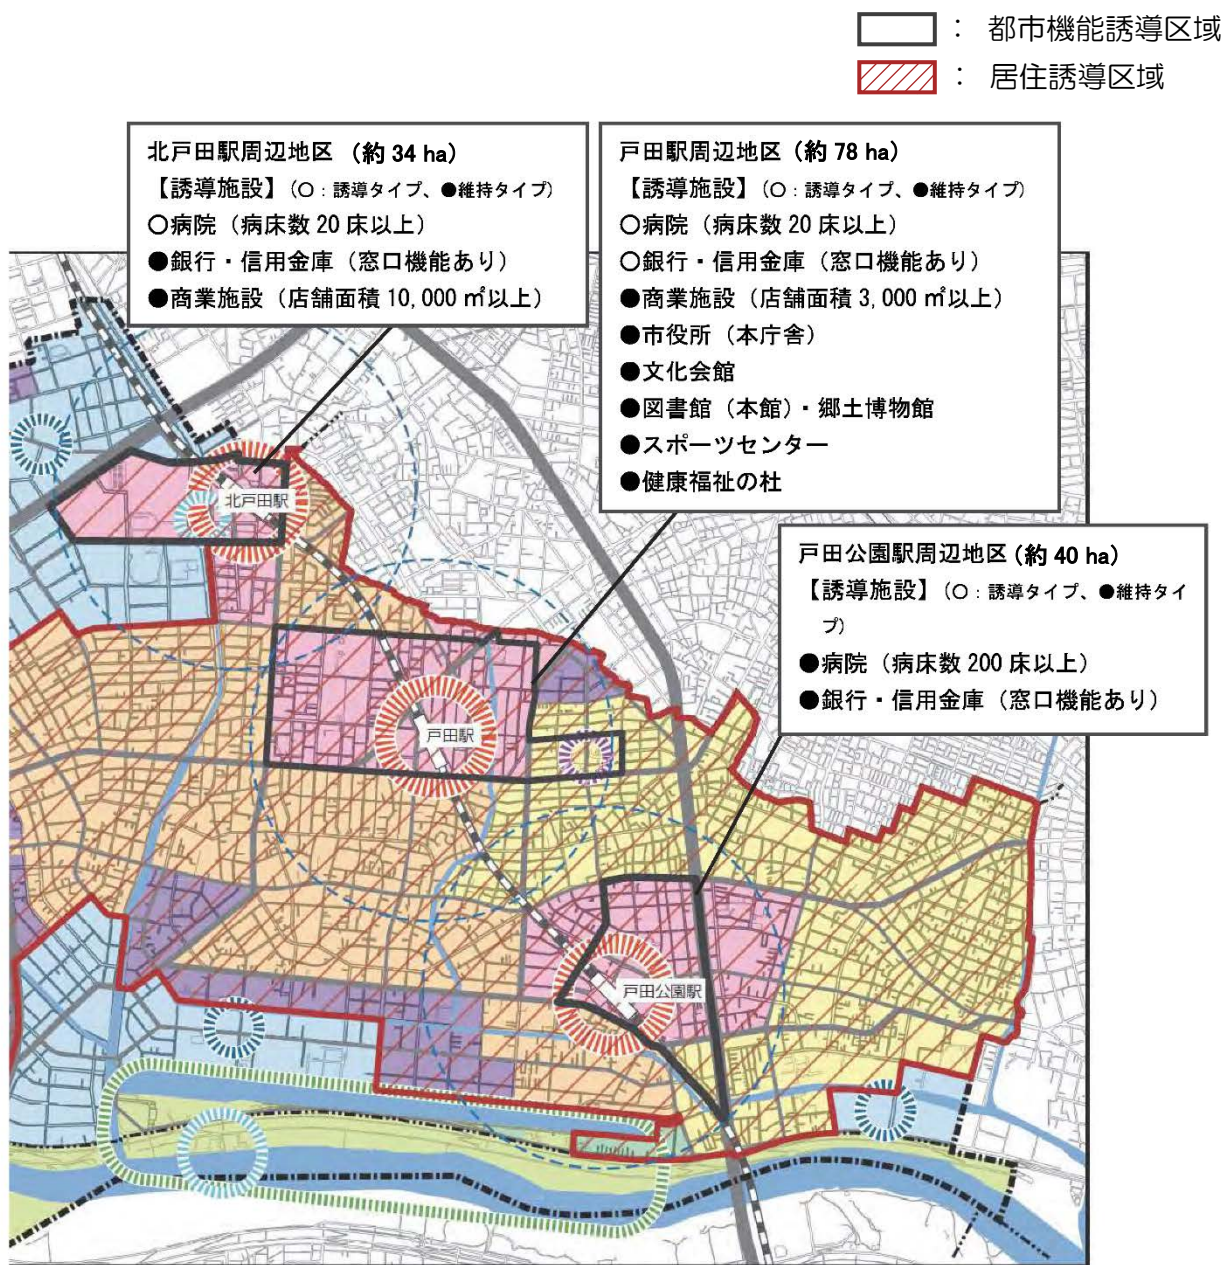 ： 都市機能誘導区域
： 居住誘導区域
北戸田駅周辺地区 （約 34 ha）
【誘導施設】（○：誘導タイプ、●維持タイプ）
○病院（病床数 20 床以上）
●銀行・信用金庫（窓口機能あり）
●商業施設（店舗面積 10,000 ㎡以上）
戸田駅周辺地区（約 78 ha）
【誘導施設】（○：誘導タイプ、●維持タイプ）
○病院（病床数 20 床以上）
○銀行・信用金庫（窓口機能あり）
●商業施設（店舗面積 3,000 ㎡以上）
●市役所（本庁舎）
●文化会館
●図書館（本館）・郷土博物館
●スポーツセンター
●健康福祉の杜
戸田公園駅周辺地区（約 40 ha）
【誘導施設】（○：誘導タイプ、●維持タイ
プ）
●病院（病床数 200 床以上）
●銀行・信用金庫（窓口機能あり）
北戸田駅
戸田駅
戸田公園駅